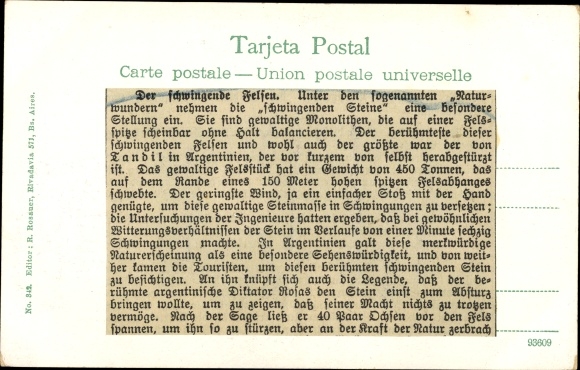 Tarjeta Postal
Carte postale — Union postale universelle
Der schwingende Felsen. Unter den sogenannten „Natur-
wundern“ nehmen die „schwingenden Steine“ eine besondere
Stellung ein. Sie sind gewaltige Monolithen, die auf einer Fels-
spitze scheinbar ohne Halt balancieren. Der berühmteste dieser
schwingenden Felsen und wohl auch der größte war der von
Tandil in Argentinien, der vor kurzem von selbst herabgestürzt
ist. Das gewaltige Felsstück hat ein Gewicht von 450 Tonnen, das
auf dem Rande eines 150 Meter hohen spitzen Felsabhanges
schwebte. Der geringste Wind, ja ein einfacher Stoß mit der Hand
genügte, um diese gewaltige Steinmasse in Schwingungen zu versetzen;
die Untersuchungen der Ingenieure hatten ergeben, daß bei gewöhnlichen
Witterungsverhältnissen der Stein im Verlaufe von einer Minute sechzig
Schwingungen machte. In Argentinien galt diese merkwürdige
Naturerscheinung als eine besondere Sehenswürdigkeit, und von weit-
her kamen die Touristen, um diesen berühmten schwingenden Stein
zu besichtigen. An ihn knüpft sich auch die Legende, daß der be-
rühmte argentinische Diktator Rosas den Stein einst zum Absturz
bringen wollte, um zu zeigen, daß seiner Macht nichts zu trotzen
vermöge. Nach der Sage ließ er 40 Paar Ochsen vor den Fels
spannen, um ihn so zu stürzen, aber an der Kraft der Natur zerbrach
No. 343. Editor: R. Rosauer, Rivadavia 571, Bs. Aires.
93609